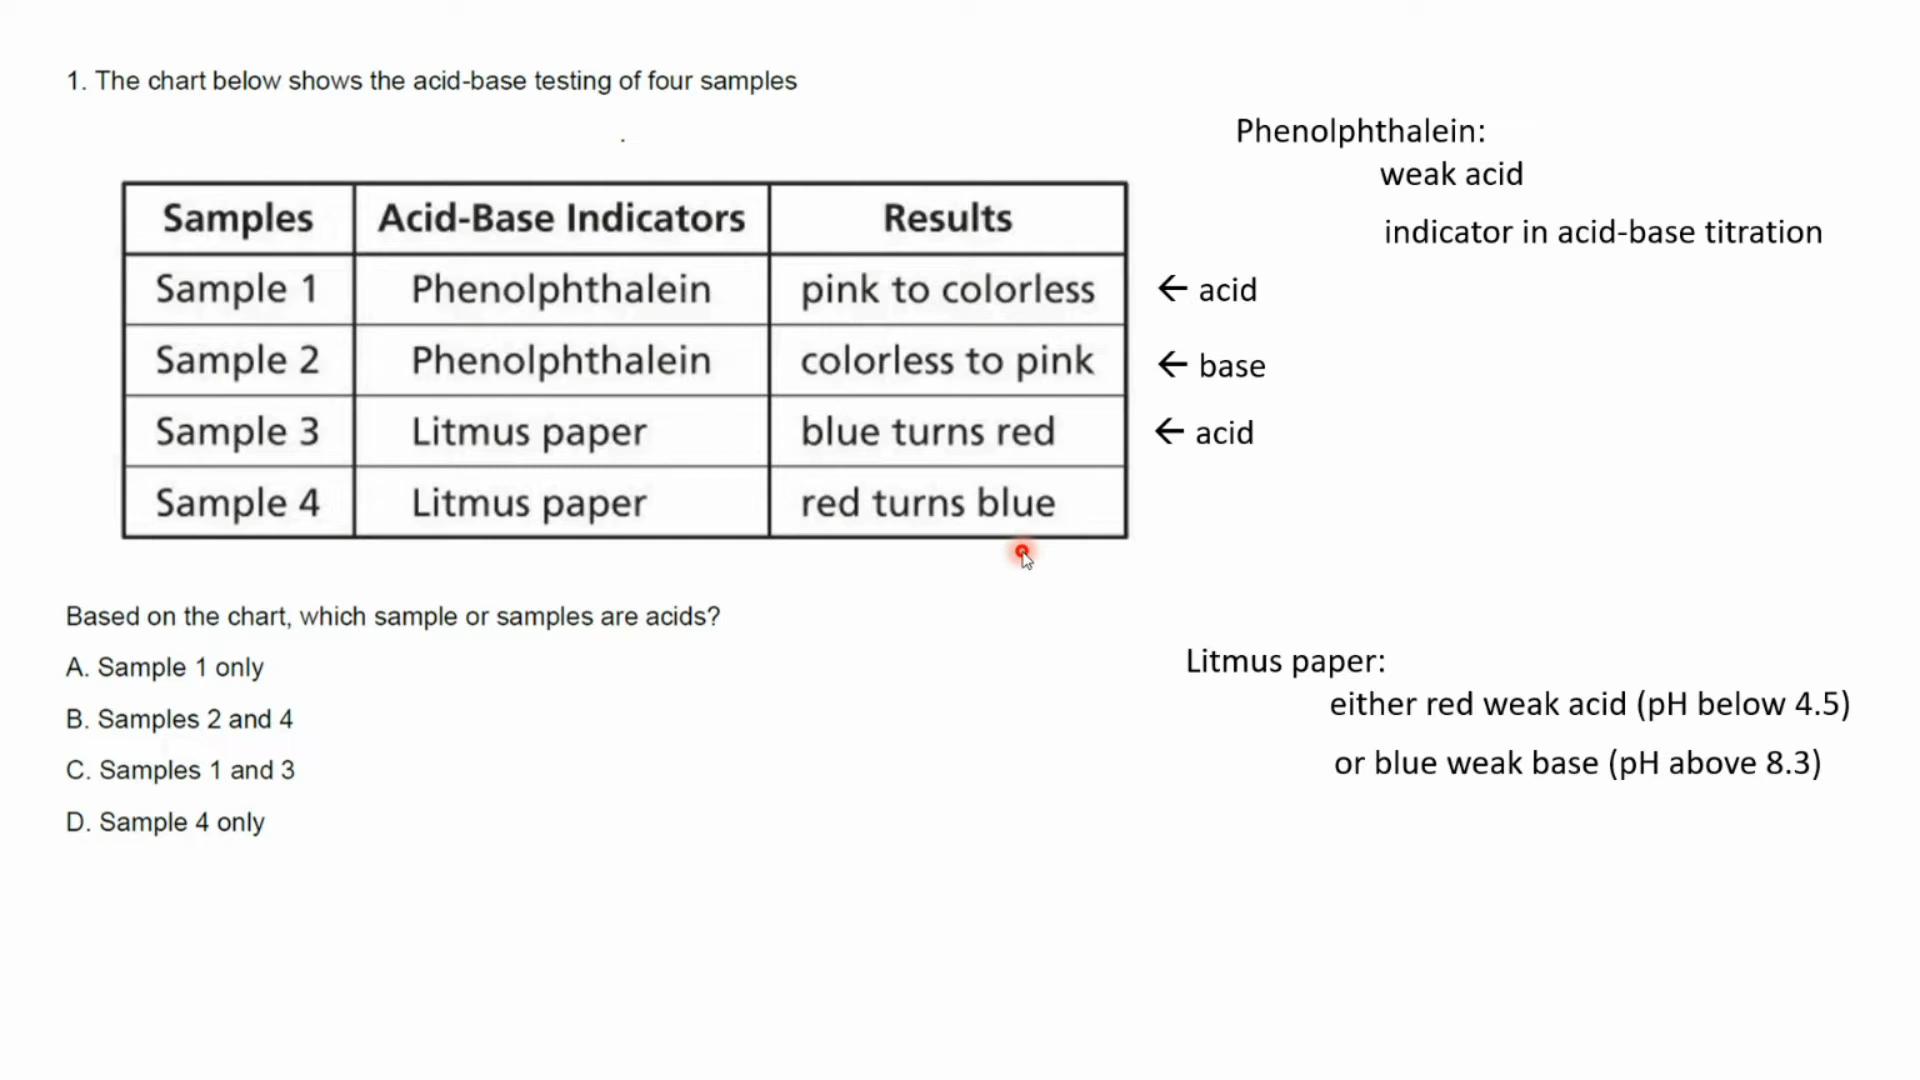 1. The chart below shows the acid-base testing of four samples
Phenolphthalein:
weak acid
indicator in acid-base titration
Samples Acid-Base Indicators Results
Sample 1 Phenolphthalein pink to colorless ← acid
Sample 2 Phenolphthalein colorless to pink ← base
Sample 3 Litmus paper blue turns red ← acid
Sample 4 Litmus paper red turns blue
Based on the chart, which sample or samples are acids?
A. Sample 1 only
B. Samples 2 and 4
C. Samples 1 and 3
D. Sample 4 only
Litmus paper:
either red weak acid (pH below 4.5)
or blue weak base (pH above 8.3)